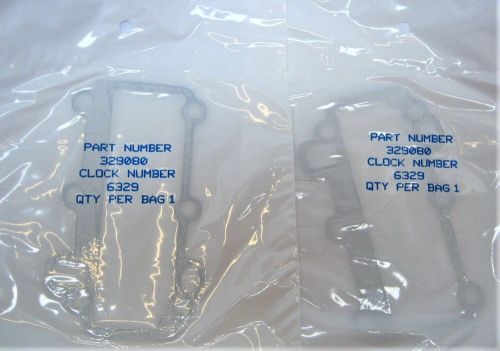 PART NUMBER
329080
CLOCK NUMBER
6329
QTY PER BAG 1
PART NUMBER
329080
CLOCK NUMBER
6329
QTY PER BAG 1